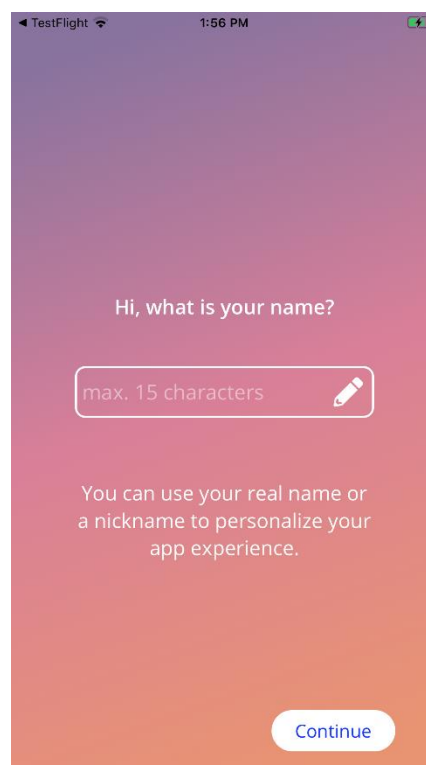 ◀ TestFlight 1:56 PM
Hi, what is your name?
max. 15 characters
You can use your real name or
a nickname to personalize your
app experience.
Continue